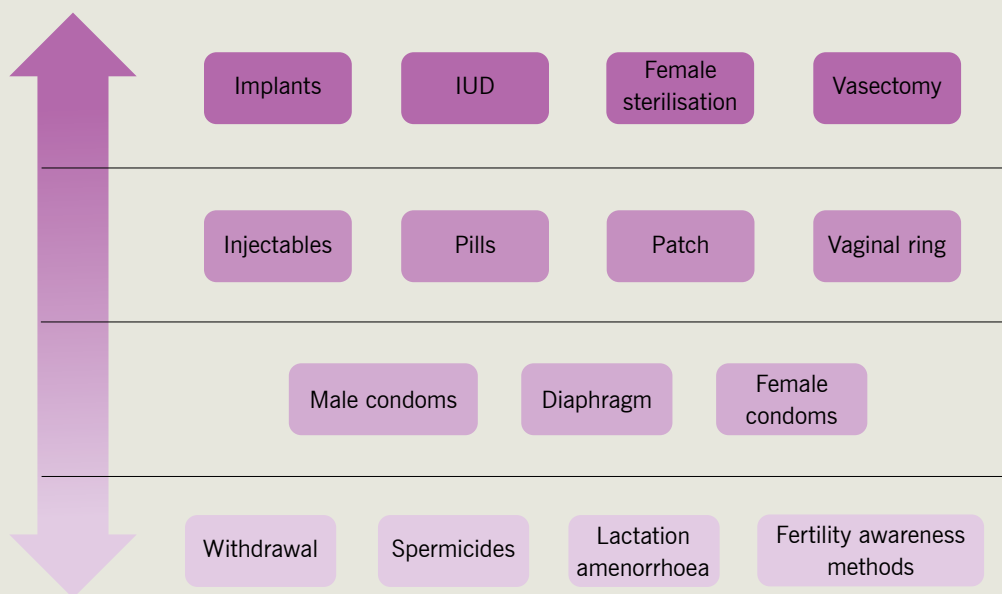 Implants
IUD
Female
sterilisation
Vasectomy
Injectables
Pills
Patch
Vaginal ring
Male condoms
Diaphragm
Female
condoms
Withdrawal
Spermicides
Lactation
amenorrhoea
Fertility awareness
methods